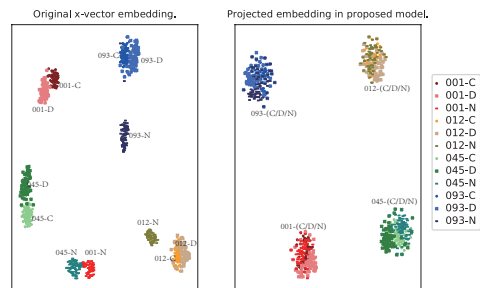 Original x-vector embedding.
093-C
093-D
001-C
001-D
093-N
045-D
045-C
012-N
012-D
012-C
045-N
001-N
Projected embedding in proposed model.
012-(C/D/N)
093-(C/D/N)
045-(C/D/N)
001-(C/D/N)
001-C
001-D
001-N
012-C
012-D
012-N
045-C
045-D
045-N
093-C
093-D
093-N